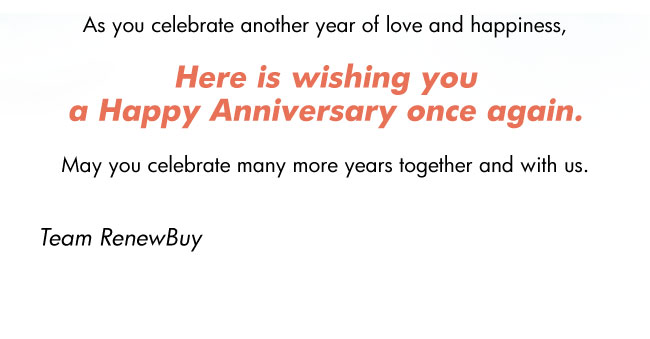 As you celebrate another year of love and happiness,
Here is wishing you
a Happy Anniversary once again.
May you celebrate many more years together and with us.
Team RenewBuy